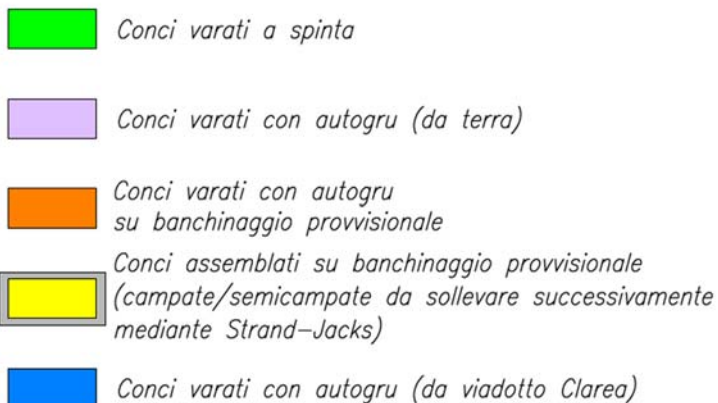 Conci varati a spinta
Conci varati con autogru (da terra)
Conci varati con autogru
su banchinaggio provvisionale
Conci assemblati su banchinaggio provvisionale
(campate/semicampate da sollevare successivamente
mediante Strand-Jacks)
Conci varati con autogru (da viadotto Clarea)